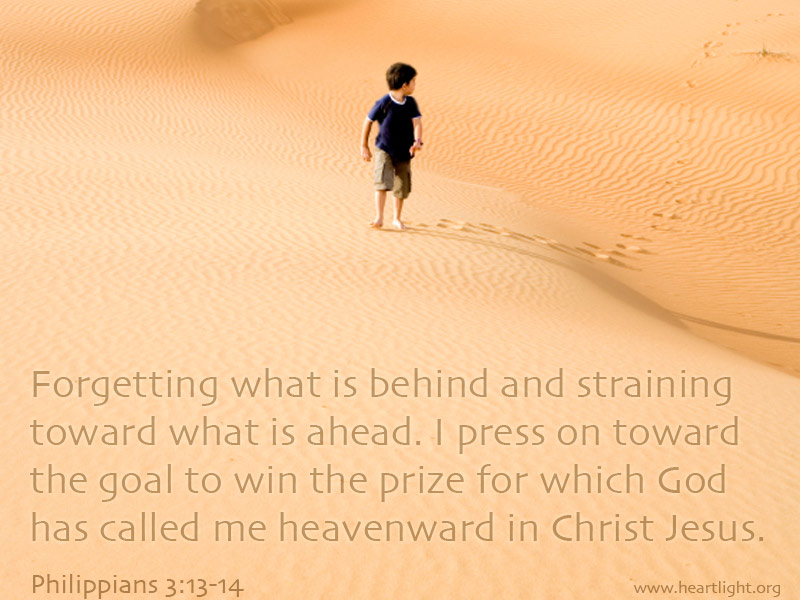 Forgetting what is behind and straining
toward what is ahead. I press on toward
the goal to win the prize for which God
has called me heavenward in Christ Jesus.
Philippians 3:13-14
www.heartlight.org